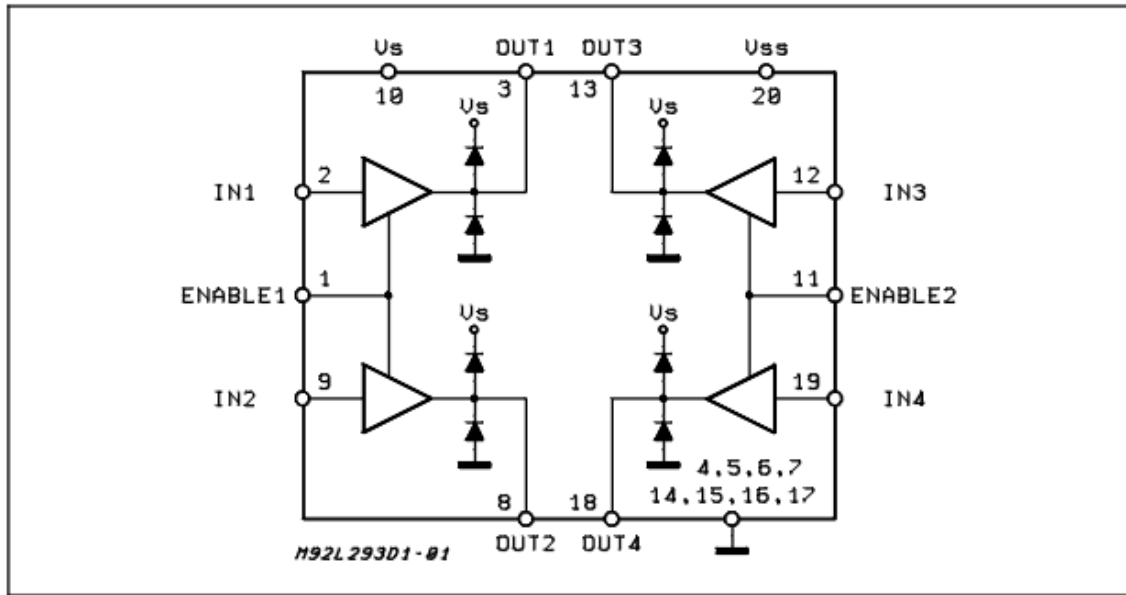 Vs OUT1 OUT3 Vss
10 3 13 20
Vs Vs
IN1 2 12 IN3
ENABLE1 1 11 ENABLE2
Vs Vs
IN2 9 19 IN4
4,5,6,7
8 18 14,15,16,17
OUT2 OUT4
M92L293D1-01